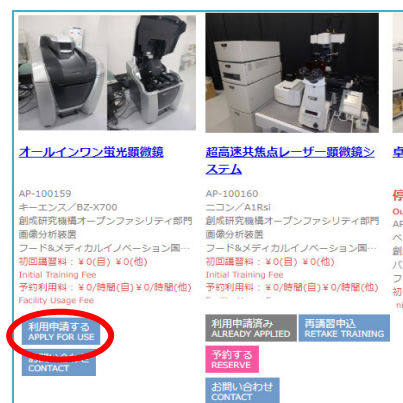 オールインワン蛍光顕微鏡
AP-100159
キーエンス/BZ-X700
創成研究機構オープンファシリティ部門
画像分析装置
フード&メディカルイノベーション国…
初回講習料：￥0(自) ￥0(他)
Initial Training Fee
予約利用料：￥0/時間(自)￥0/時間(他)
Facility Usage Fee
利用申請する
APPLY FOR USE
CONTACT
超高速共焦点レーザー顕微鏡シ
ステム
AP-100160
ニコン/A1Rsi
創成研究機構オープンファシリティ部門
画像分析装置
フード&メディカルイノベーション国…
初回講習料：￥0(自) ￥0(他)
Initial Training Fee
予約利用料：￥0/時間(自)￥0/時間(他)
利用申請済み
ALREADY APPLIED
再講習申込
RETAKE TRAINING
予約する
RESERVE
お問い合わせ
CONTACT
卓
停
Ou
AP
ベ
創
バ
フ
初